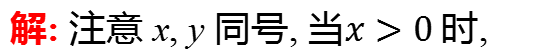 解: 注意 x, y 同号, 当x > 0 时,